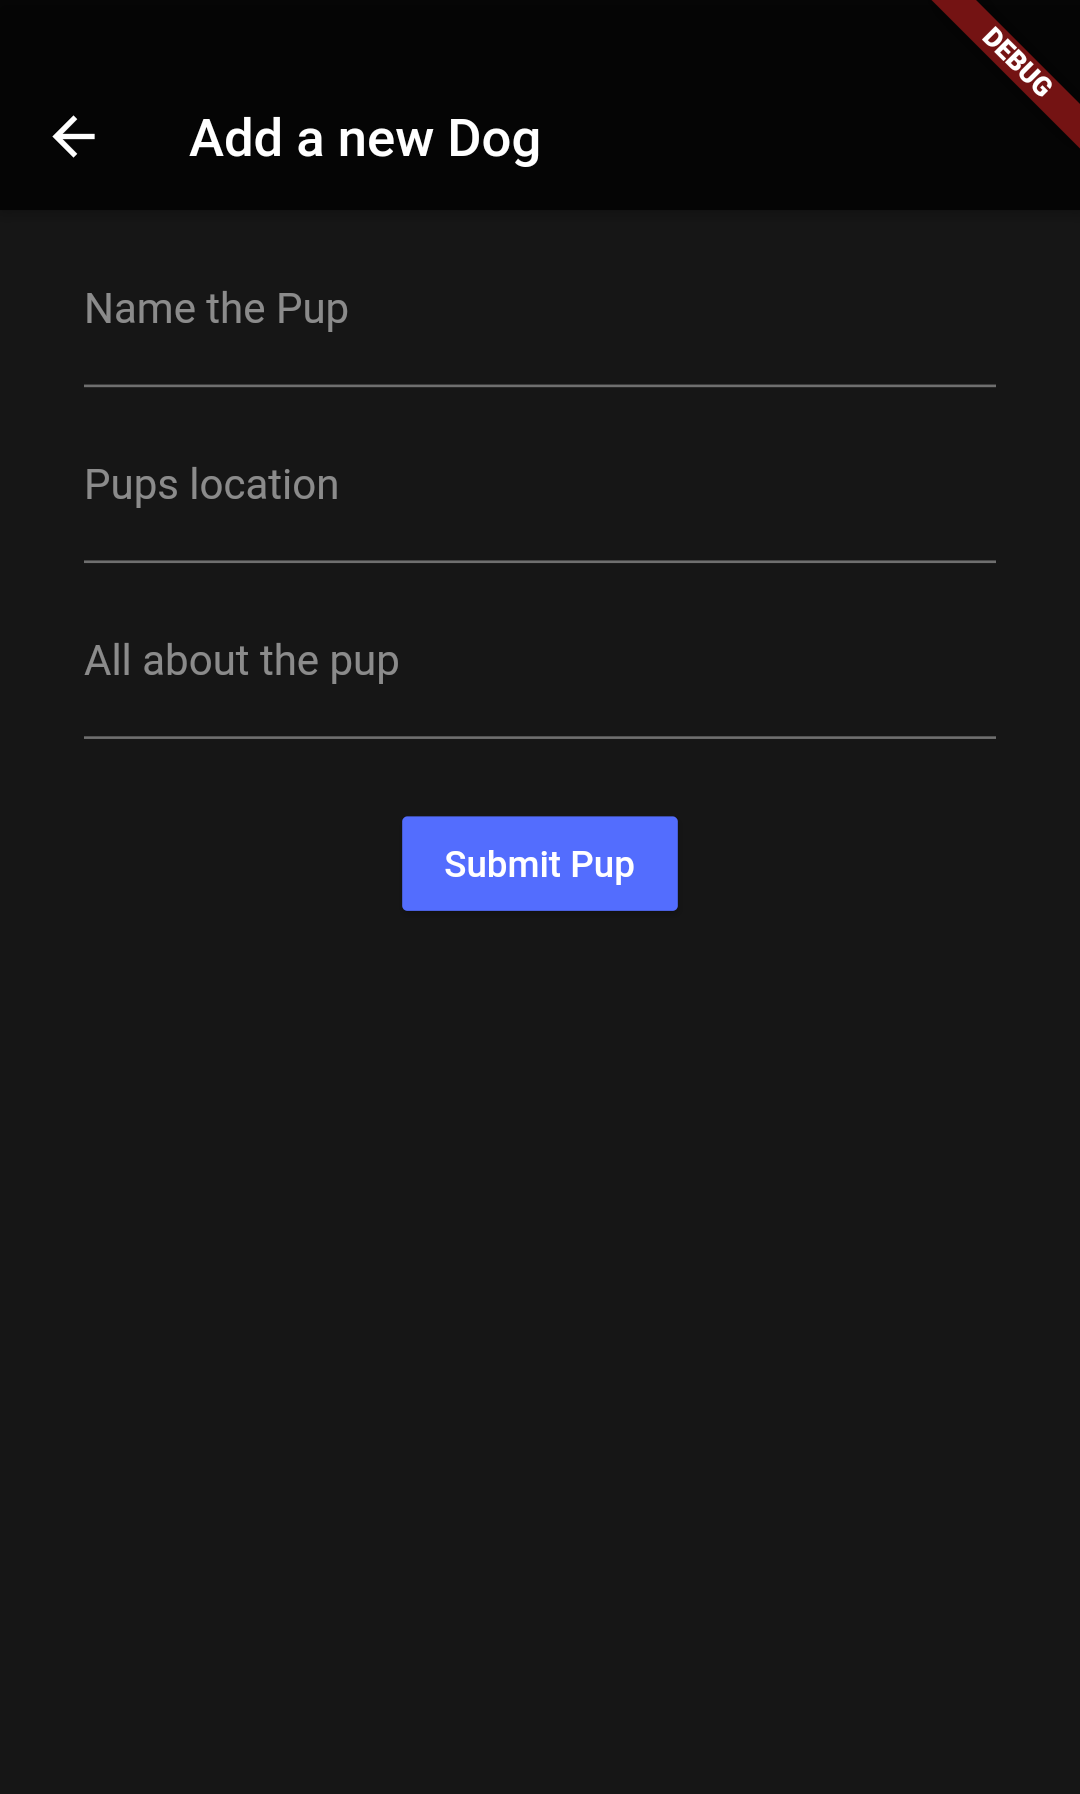 DEBUG
Add a new Dog
Name the Pup
Pups location
All about the pup
Submit Pup